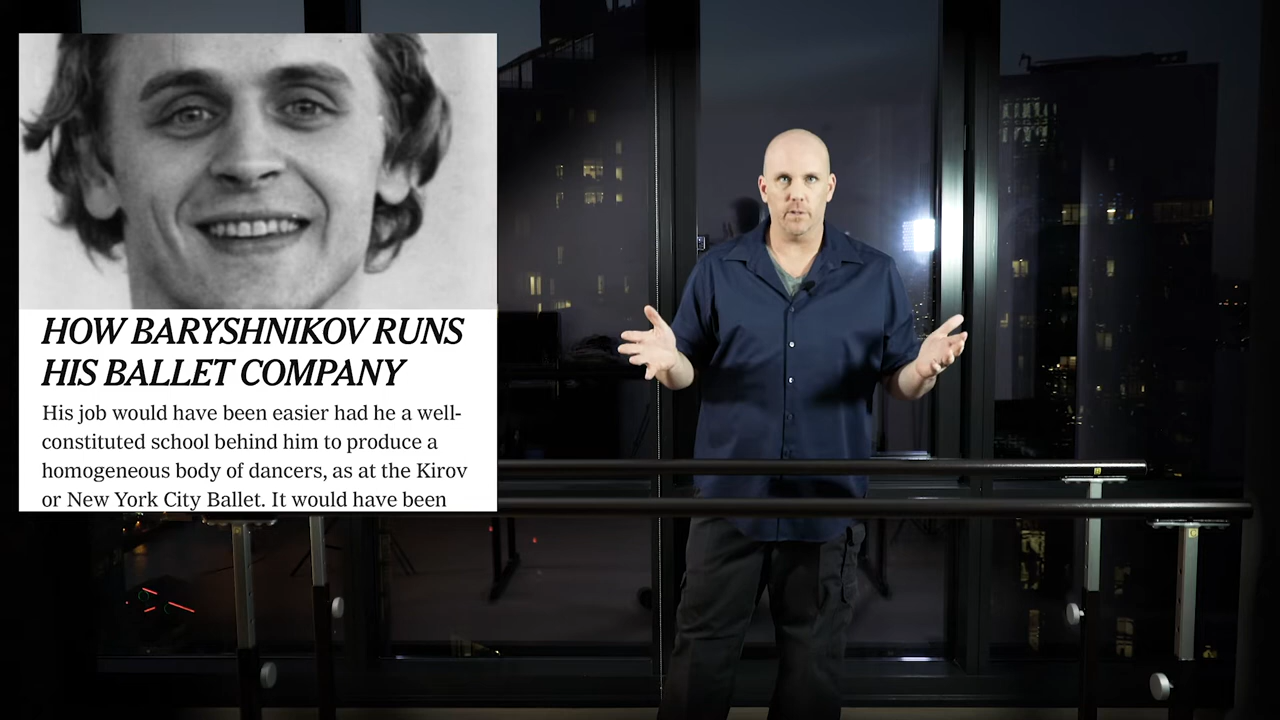 HOW BARYSHNIKOV RUNS
HIS BALLET COMPANY
His job would have been easier had he a well-
constituted school behind him to produce a
homogeneous body of dancers, as at the Kirov
or New York City Ballet. It would have been